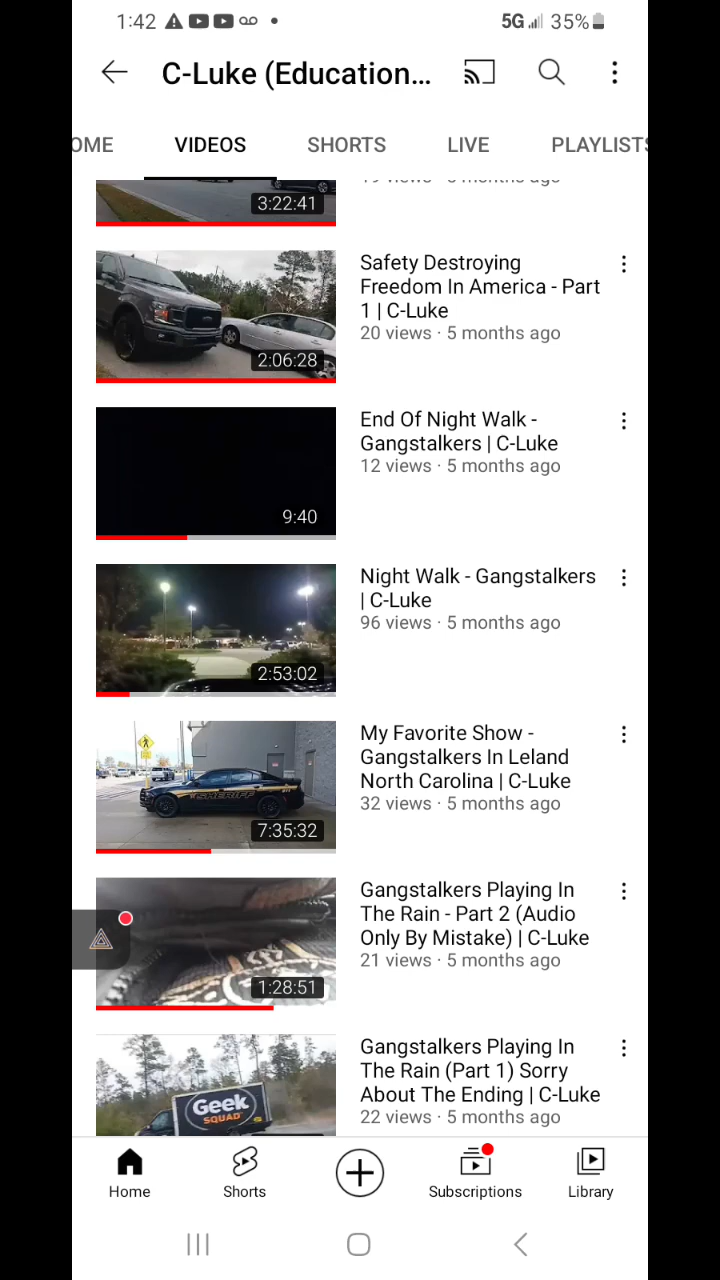 1:42
5G 35%
C-Luke (Education...
OME VIDEOS SHORTS LIVE PLAYLISTS
19 views · 5 months ago
3:22:41
Safety Destroying
Freedom In America - Part
1 | C-Luke
20 views · 5 months ago
2:06:28
End Of Night Walk -
Gangstalkers | C-Luke
12 views · 5 months ago
9:40
Night Walk - Gangstalkers
| C-Luke
96 views · 5 months ago
2:53:02
My Favorite Show -
Gangstalkers In Leland
North Carolina | C-Luke
32 views · 5 months ago
SHERIFF
7:35:32
Gangstalkers Playing In
The Rain - Part 2 (Audio
Only By Mistake) | C-Luke
21 views · 5 months ago
1:28:51
Gangstalkers Playing In
The Rain (Part 1) Sorry
About The Ending | C-Luke
22 views · 5 months ago
Geek
SQUAD
Home Shorts Subscriptions Library